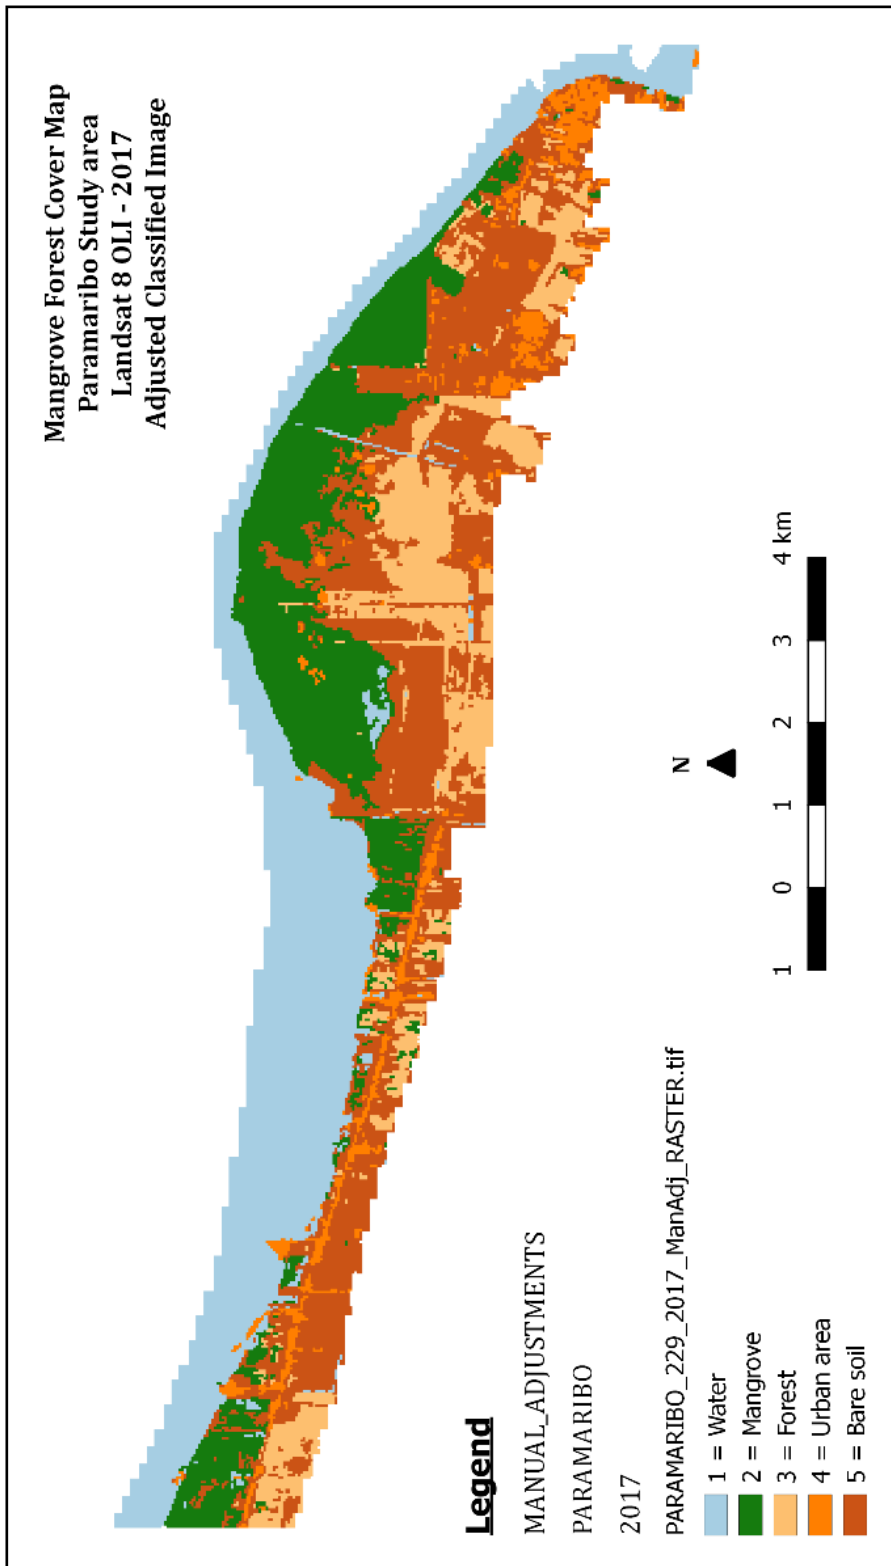 Mangrove Forest Cover Map
Paramaribo Study area
Landsat 8 OLI - 2017
Adjusted Classified Image
N
1 0 1 2 3 4 km
Legend
MANUAL_ADJUSTMENTS
PARAMARIBO
2017
PARAMARIBO_229_2017_ManAdj_RASTER.tif
1 = Water
2 = Mangrove
3 = Forest
4 = Urban area
5 = Bare soil